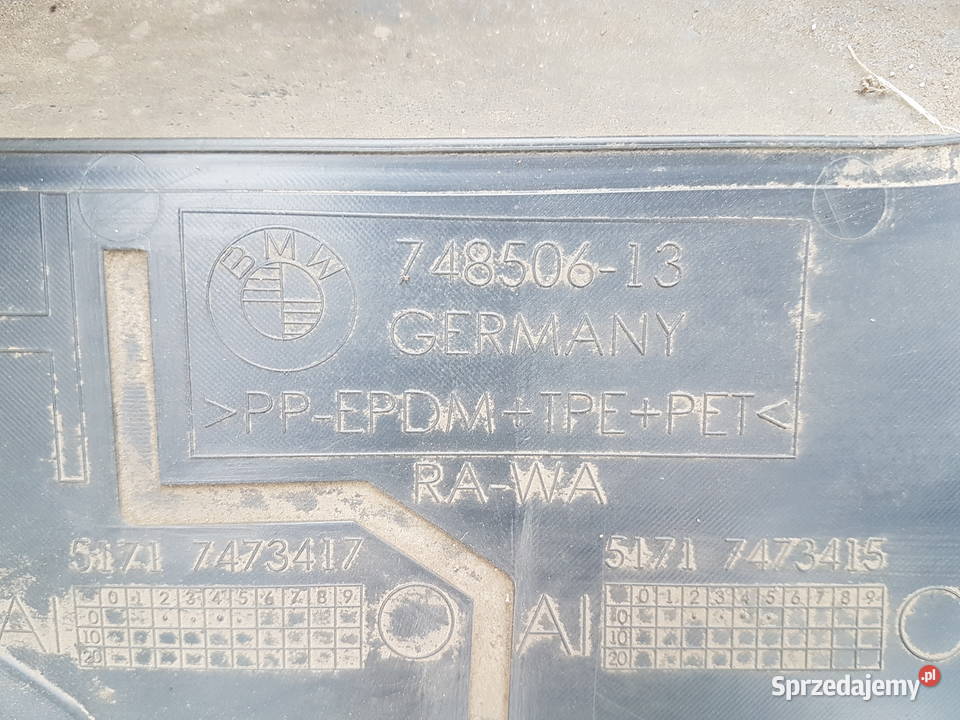 BMW
748506-13
GERMANY
>PP-EPDM+TPE+PET<
RA-WA
5171 7473417
5171 7473415
AI
0 1 2 3 4 5 6 7 8 9
0
10
20
AI
0 1 2 3 4 5 6 7 8 9
0
10
20
Sprzedajemy.pl